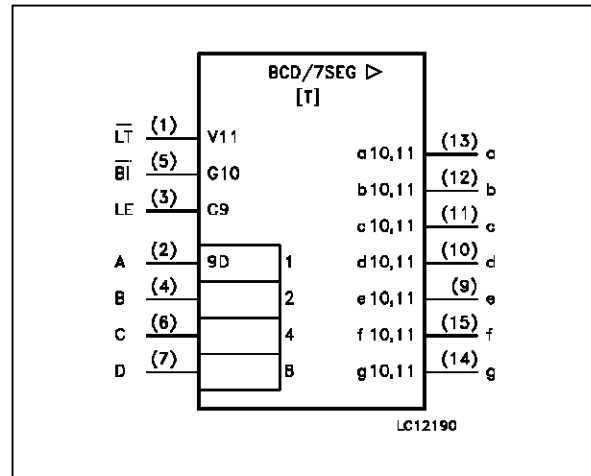 BCD/7SEG ▷
[T]
L̅T̅ (1) V11
B̅I̅ (5) G10
LE (3) C9
A (2) 9D 1
B (4) 2
C (6) 4
D (7) 8
a10,11 (13) a
b10,11 (12) b
c10,11 (11) c
d10,11 (10) d
e10,11 (9) e
f10,11 (15) f
g10,11 (14) g
LC12190